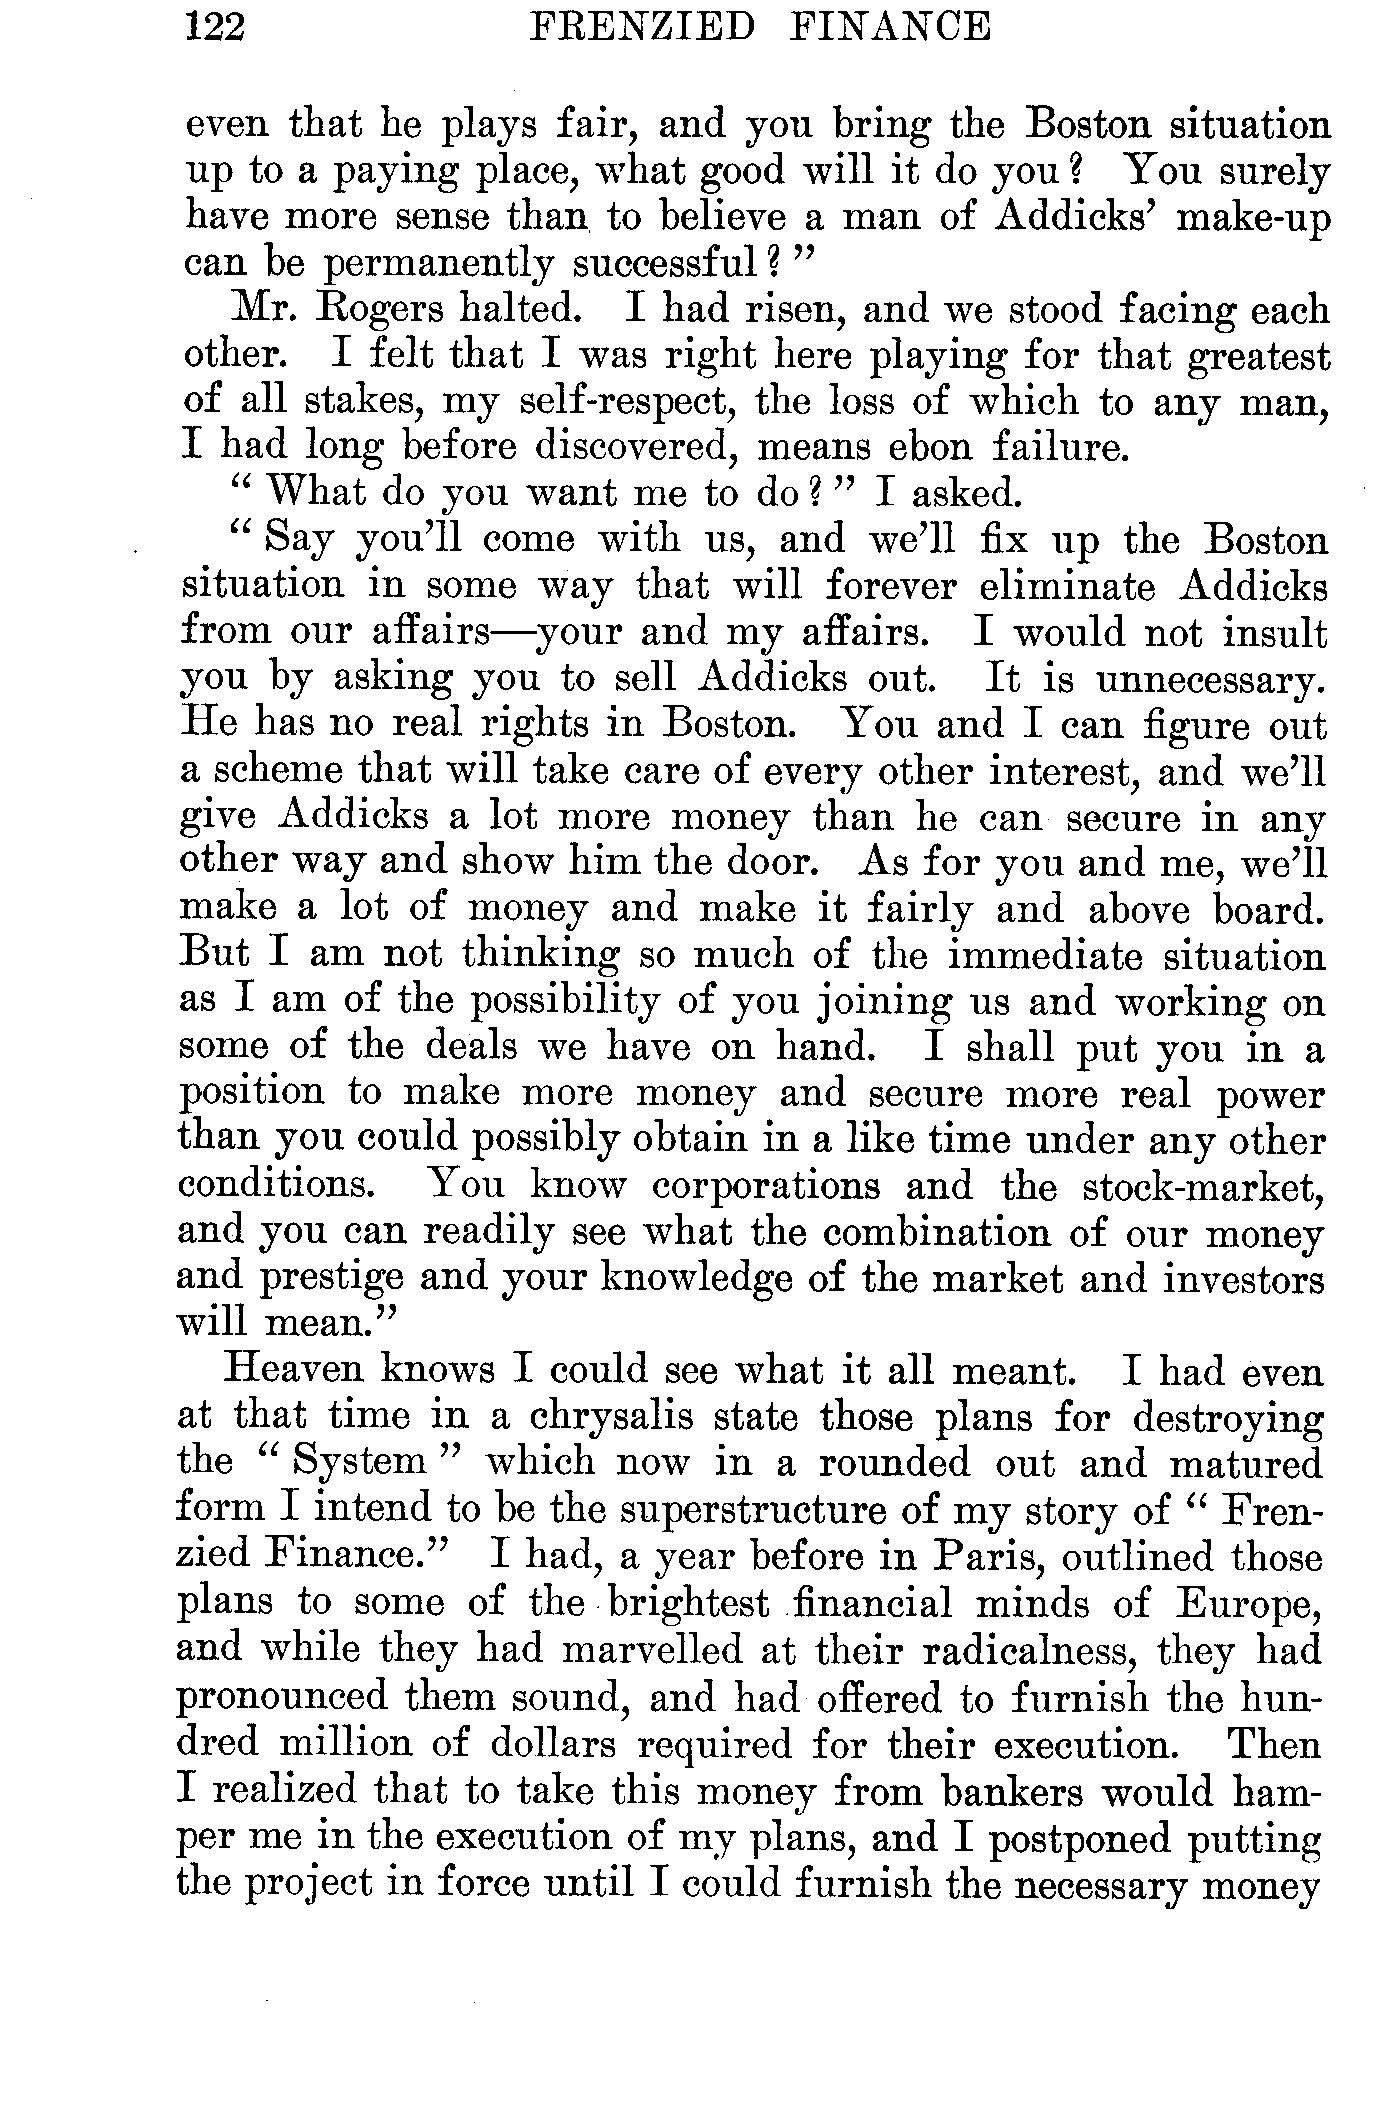 122 FRENZIED FINANCE
even that he plays fair, and you bring the Boston situation
up to a paying place, what good will it do you? You surely
have more sense than to believe a man of Addicks' make-up
can be permanently successful?"
Mr. Rogers halted. I had risen, and we stood facing each
other. I felt that I was right here playing for that greatest
of all stakes, my self-respect, the loss of which to any man,
I had long before discovered, means ebon failure.
"What do you want me to do?" I asked.
"Say you'll come with us, and we'll fix up the Boston
situation in some way that will forever eliminate Addicks
from our affairs—your and my affairs. I would not insult
you by asking you to sell Addicks out. It is unnecessary.
He has no real rights in Boston. You and I can figure out
a scheme that will take care of every other interest, and we'll
give Addicks a lot more money than he can secure in any
other way and show him the door. As for you and me, we'll
make a lot of money and make it fairly and above board.
But I am not thinking so much of the immediate situation
as I am of the possibility of you joining us and working on
some of the deals we have on hand. I shall put you in a
position to make more money and secure more real power
than you could possibly obtain in a like time under any other
conditions. You know corporations and the stock-market,
and you can readily see what the combination of our money
and prestige and your knowledge of the market and investors
will mean."
Heaven knows I could see what it all meant. I had even
at that time in a chrysalis state those plans for destroying
the "System" which now in a rounded out and matured
form I intend to be the superstructure of my story of "Fren-
zied Finance." I had, a year before in Paris, outlined those
plans to some of the brightest financial minds of Europe,
and while they had marvelled at their radicalness, they had
pronounced them sound, and had offered to furnish the hun-
dred million of dollars required for their execution. Then
I realized that to take this money from bankers would ham-
per me in the execution of my plans, and I postponed putting
the project in force until I could furnish the necessary money